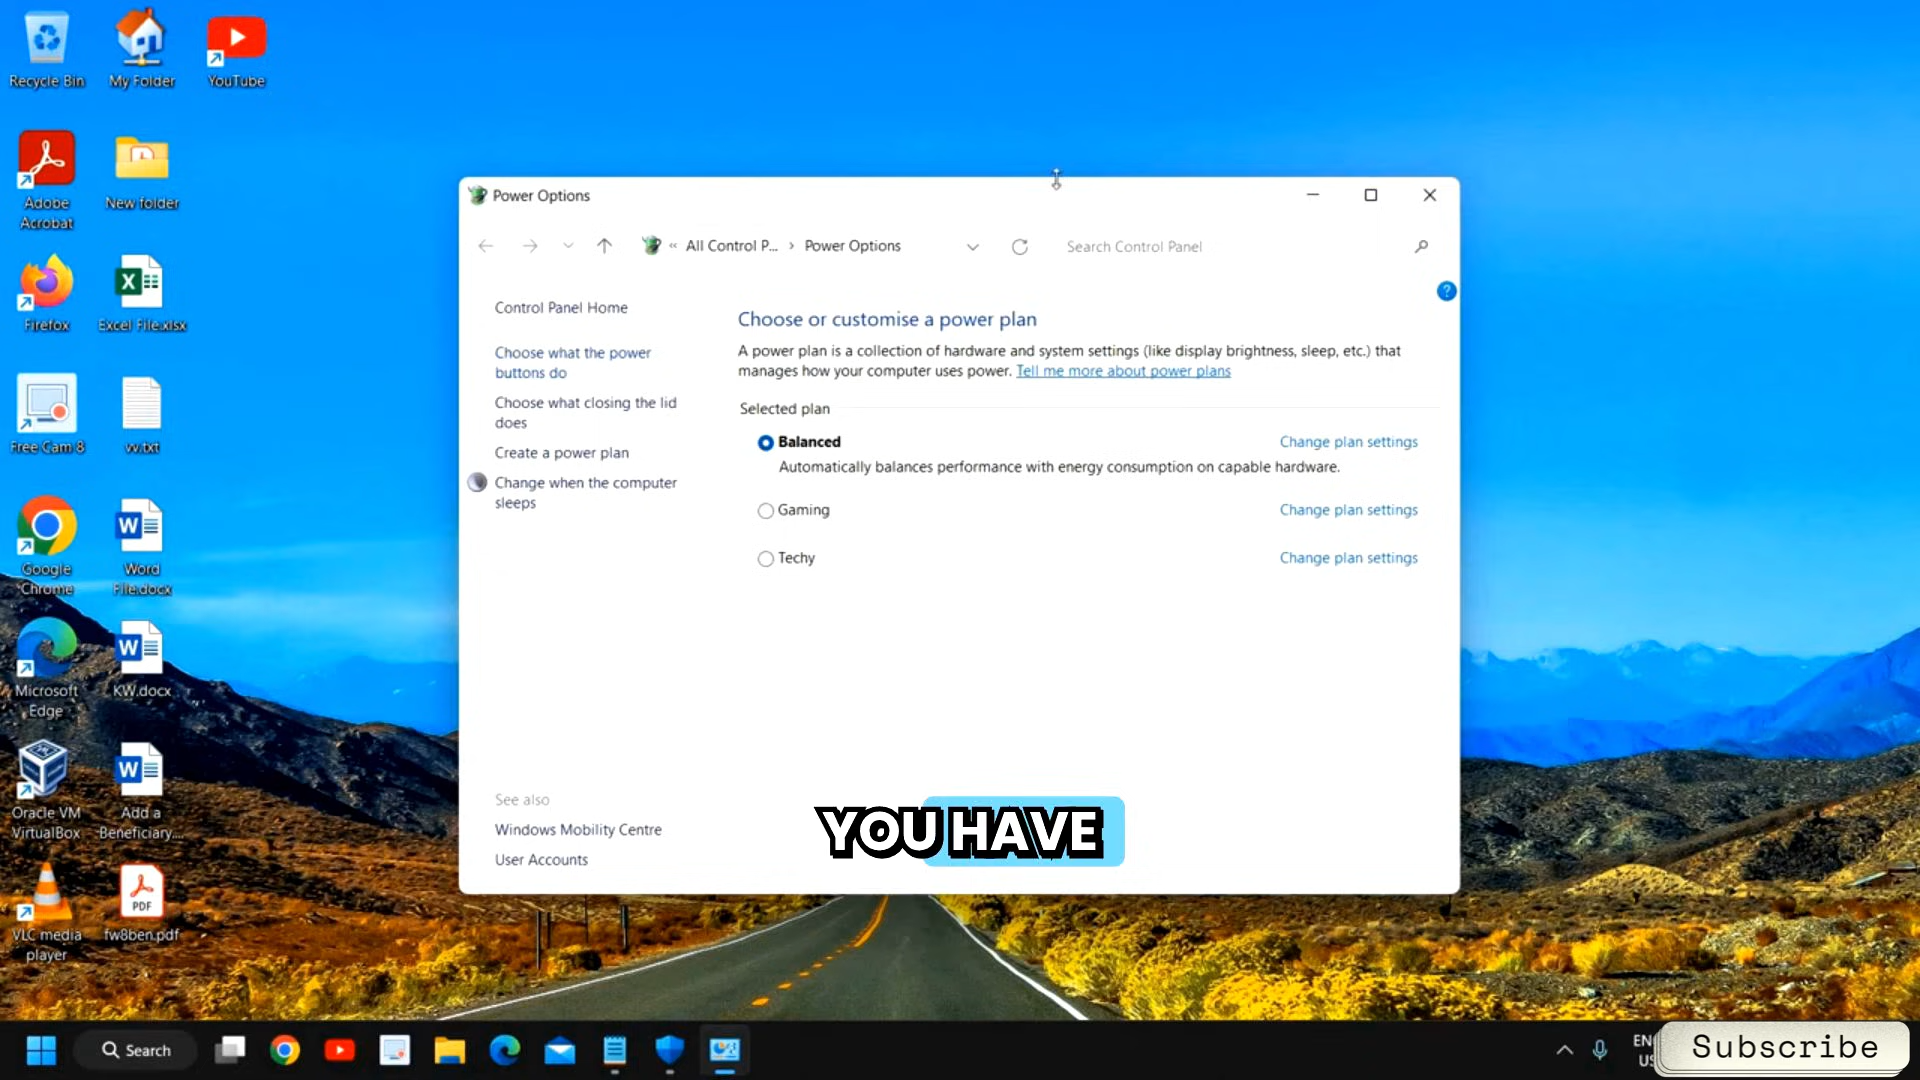 Recycle Bin
My Folder
YouTube
Adobe
Acrobat
New folder
Firefox
Excel File.xlsx
Free Cam 8
vv.txt
Google
Chrome
Word
File.docx
Microsoft
Edge
KW.docx
Oracle VM
VirtualBox
Add a
Beneficiary....
VLC media
player
PDF
fw8ben.pdf
Power Options
« All Control P... › Power Options
Search Control Panel
Control Panel Home
Choose what the power
buttons do
Choose what closing the lid
does
Create a power plan
Change when the computer
sleeps
See also
Windows Mobility Centre
User Accounts
Choose or customise a power plan
A power plan is a collection of hardware and system settings (like display brightness, sleep, etc.) that
manages how your computer uses power. Tell me more about power plans
Selected plan
Balanced Change plan settings
Automatically balances performance with energy consumption on capable hardware.
Gaming Change plan settings
Techy Change plan settings
YOU HAVE
Search
Subscribe